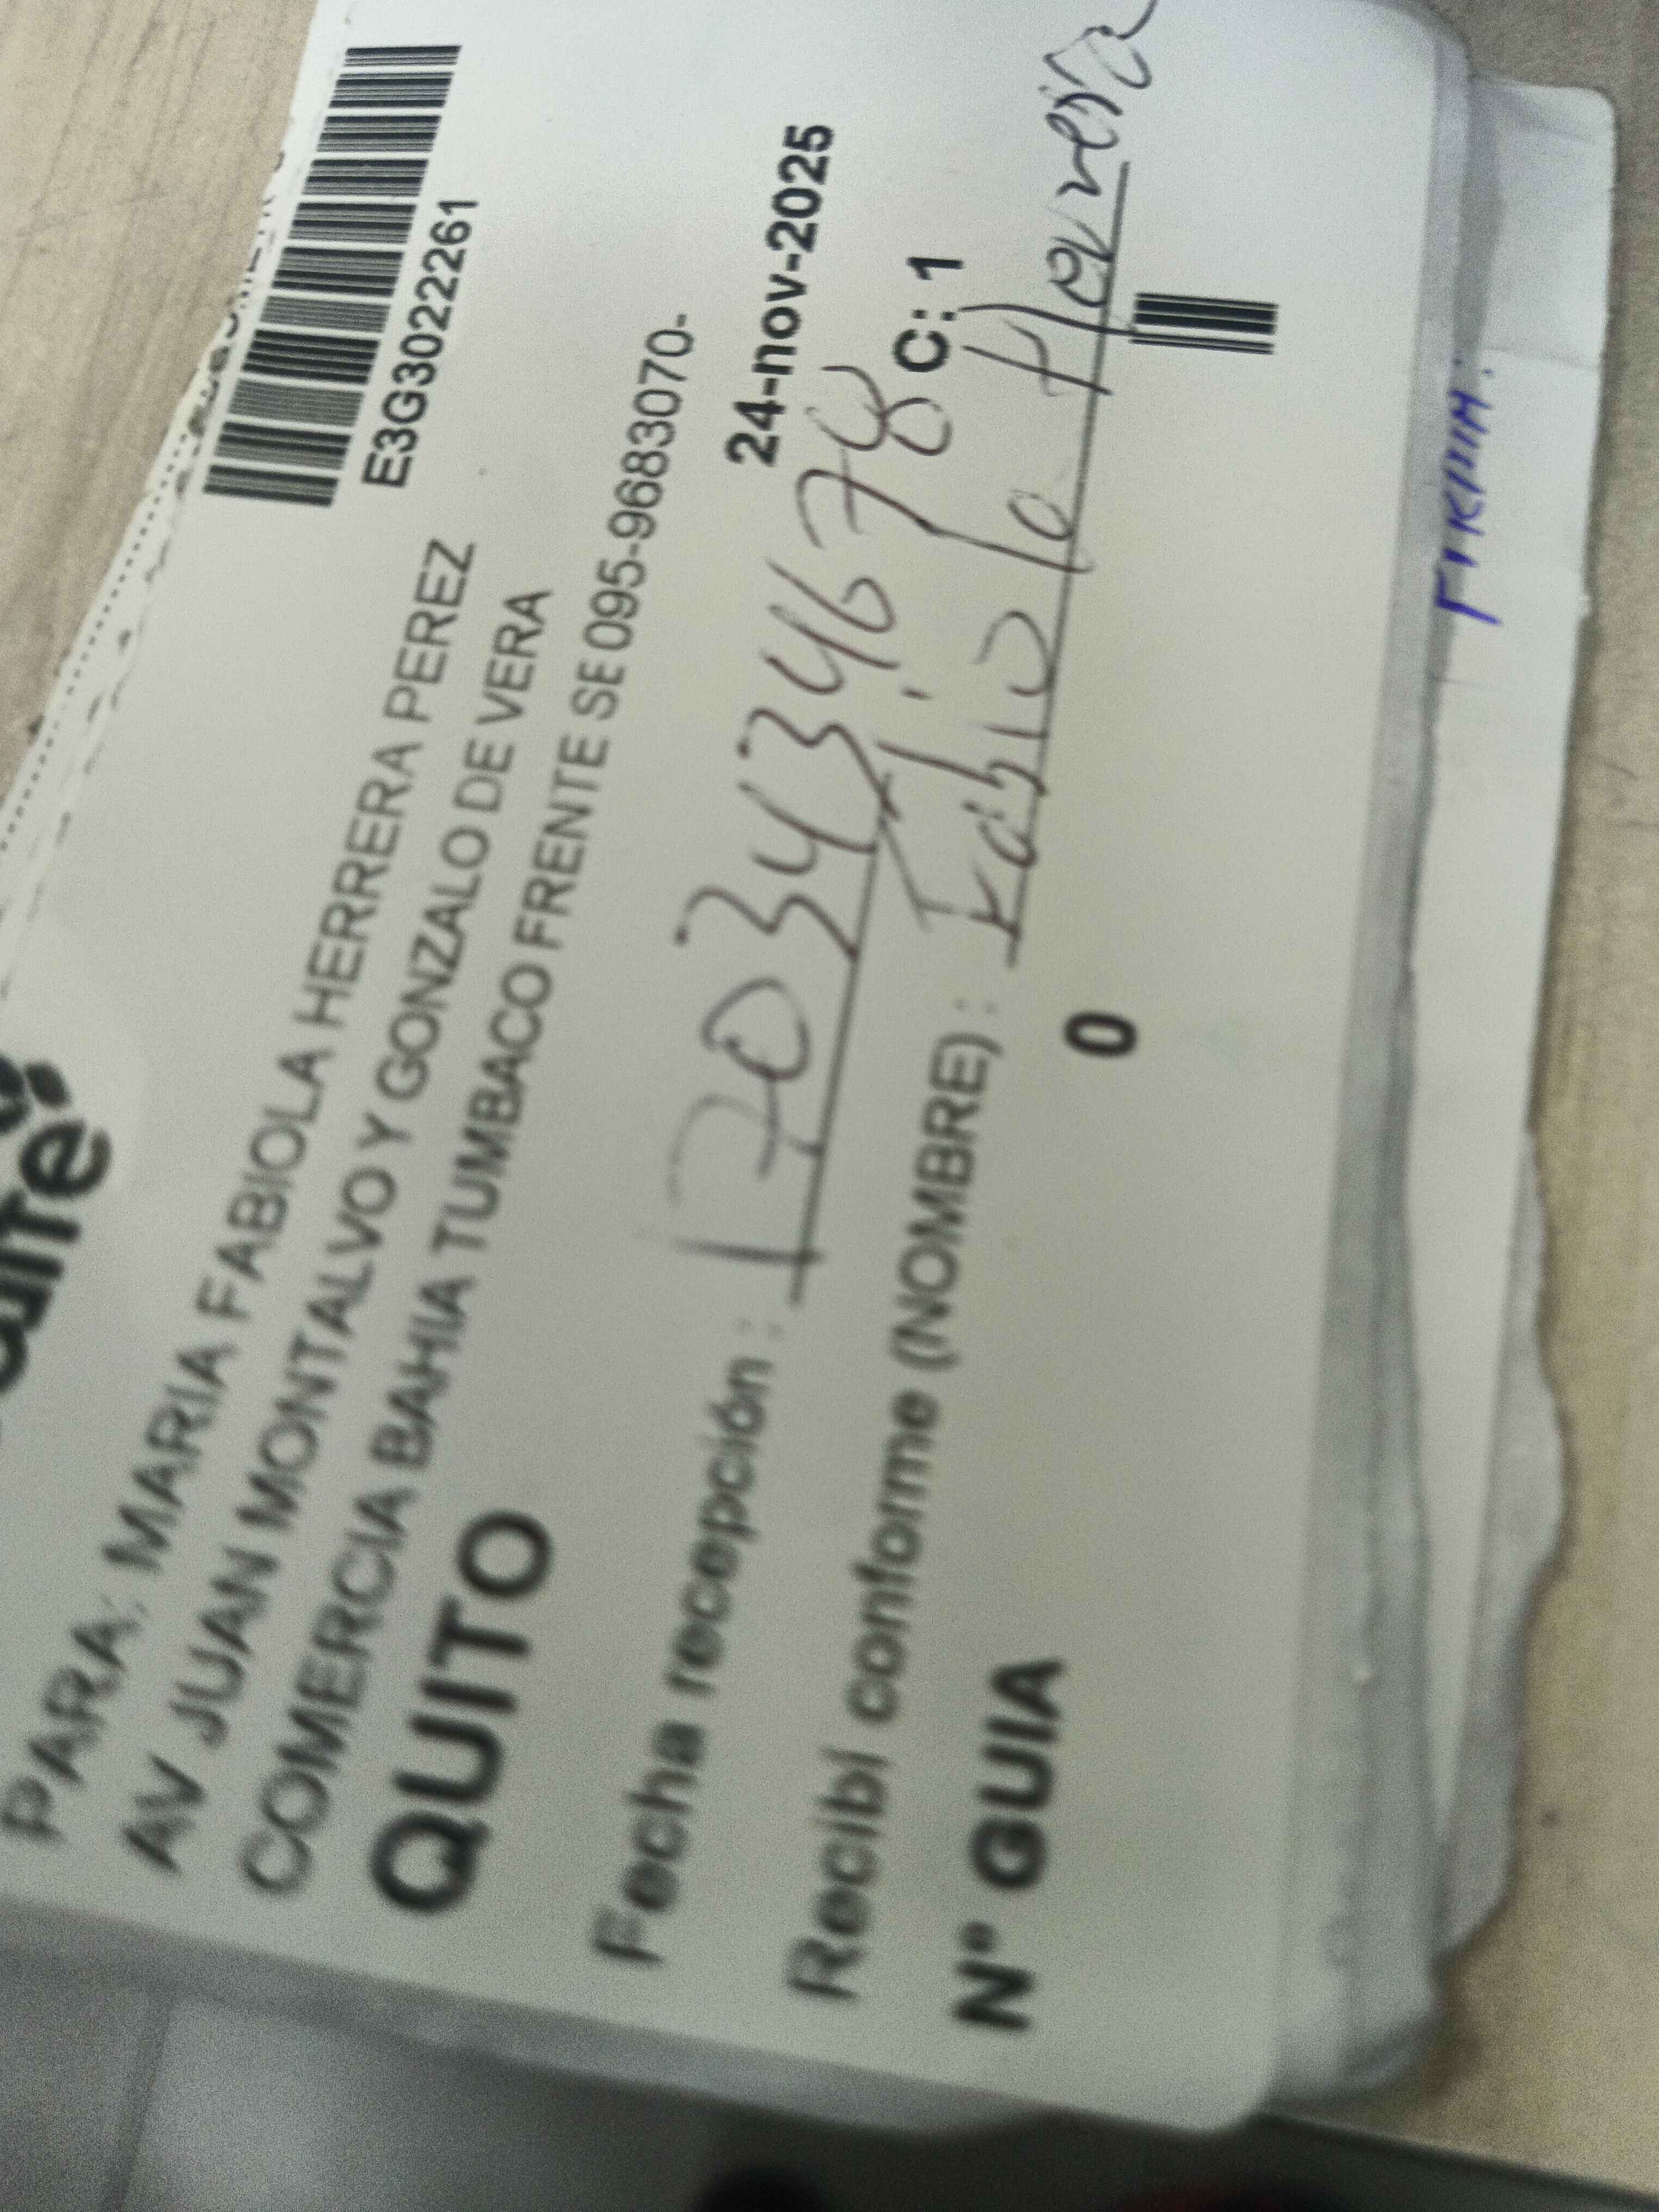 E3G3022261
PARA: MARIA FABIOLA HERRERA PEREZ
AV JUAN MONTALVO Y GONZALO DE VERA
COMERCIA BAHIA TUMBACO FRENTE SE 095-9683070-
QUITO
24-nov-2025
Fecha recepción : 1703434678
C: 1
Recibí conforme (NOMBRE) : Fabiola Herrera
N° GUIA 0